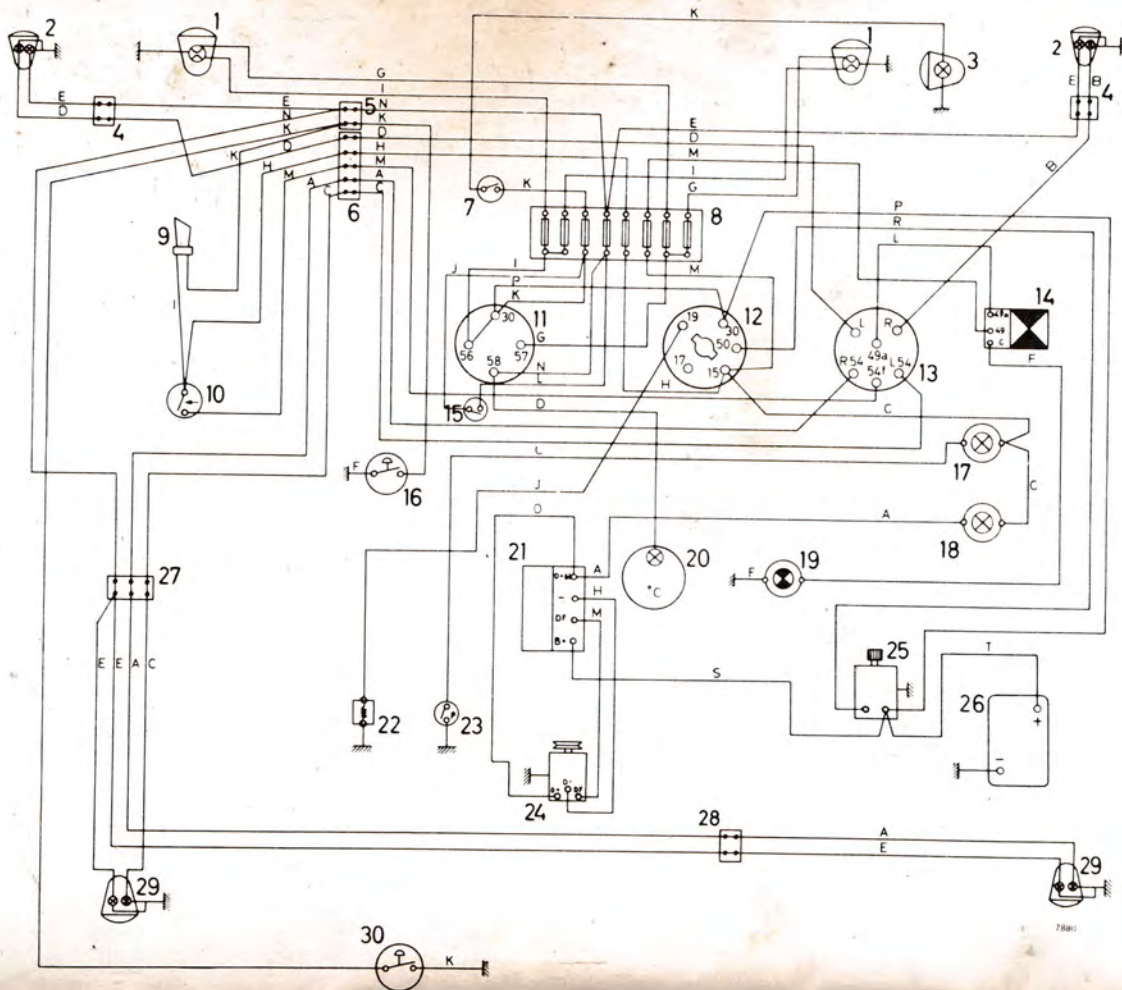 K
2
1
1
2
3
G
I
E
D
E
N
K
D
N
K
D
H
M
A
C
5
4
E
B
4
E
D
M
I
G
B
K
H
M
A
C
6
7
K
8
P
R
L
9
I
J
I
P
K
M
14
49a
49
C
F
30
11
56
57
58
G
N
L
D
19
12
30
50
17
15
H
L
R
49a
R54
54f
L54
13
10
15
C
17
F
16
L
J
O
A
18
C
21
D+
A
-
H
DF
M
B+
20
°C
F
19
27
E
E
A
C
S
25
T
26
+
-
22
23
24
D+
D-
DF
28
A
E
29
29
30
K
7880